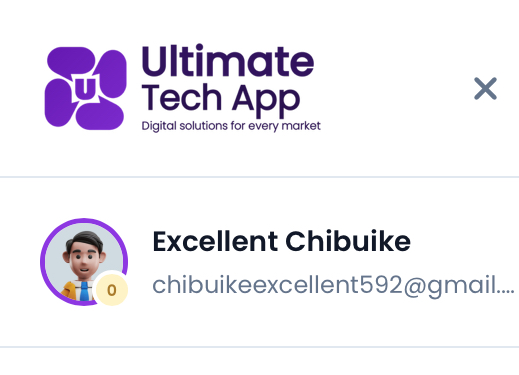 U
Ultimate
Tech App
Digital solutions for every market
Excellent Chibuike
chibuikeexcellent592@gmail....
0